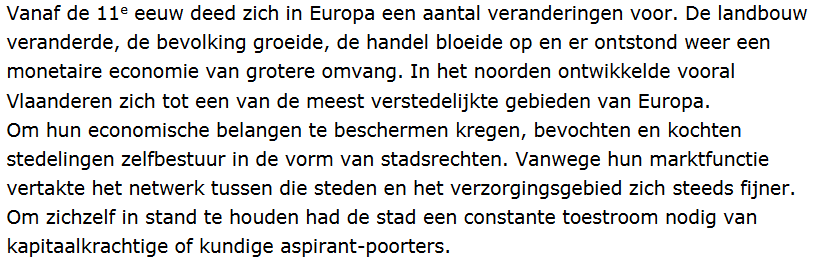 Vanaf de 11ᵉ eeuw deed zich in Europa een aantal veranderingen voor. De landbouw
veranderde, de bevolking groeide, de handel bloeide op en er ontstond weer een
monetaire economie van grotere omvang. In het noorden ontwikkelde vooral
Vlaanderen zich tot een van de meest verstedelijkte gebieden van Europa.
Om hun economische belangen te beschermen kregen, bevochten en kochten
stedelingen zelfbestuur in de vorm van stadsrechten. Vanwege hun marktfunctie
vertakte het netwerk tussen die steden en het verzorgingsgebied zich steeds fijner.
Om zichzelf in stand te houden had de stad een constante toestroom nodig van
kapitaalkrachtige of kundige aspirant-poorters.